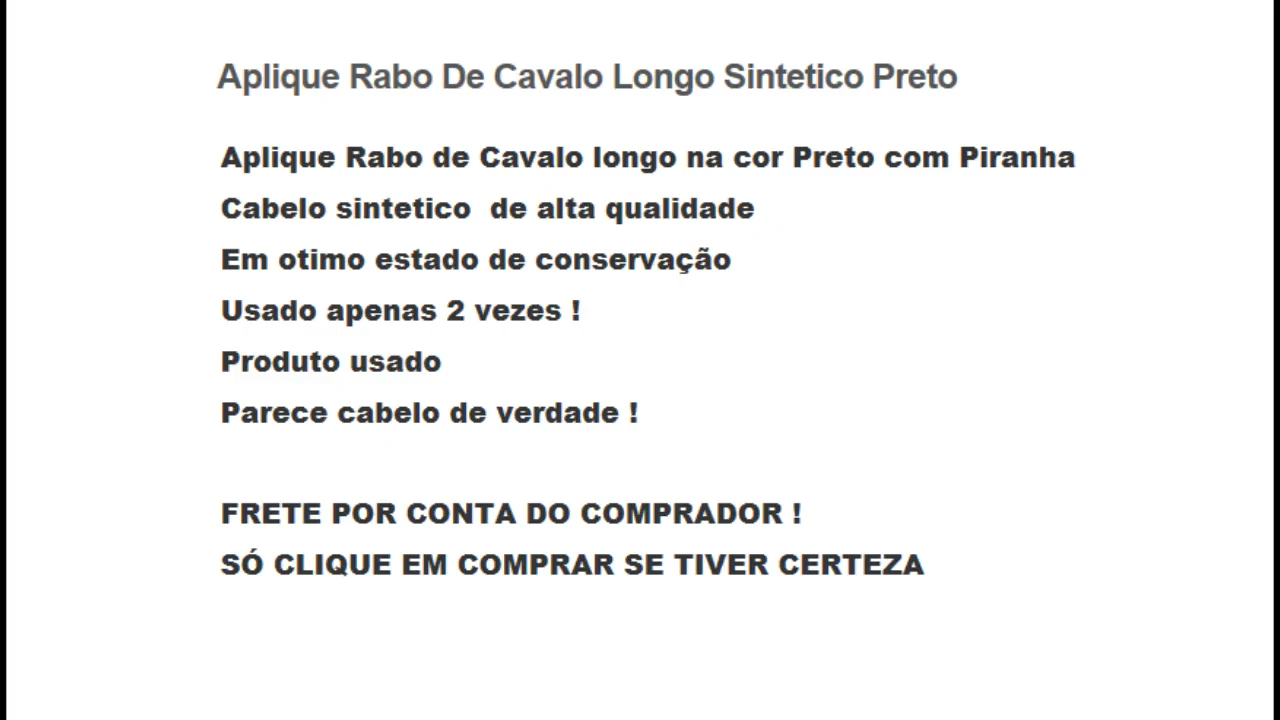 Aplique Rabo De Cavalo Longo Sintetico Preto
Aplique Rabo de Cavalo longo na cor Preto com Piranha
Cabelo sintetico  de alta qualidade
Em otimo estado de conservação
Usado apenas 2 vezes !
Produto usado
Parece cabelo de verdade !
FRETE POR CONTA DO COMPRADOR !
SÓ CLIQUE EM COMPRAR SE TIVER CERTEZA